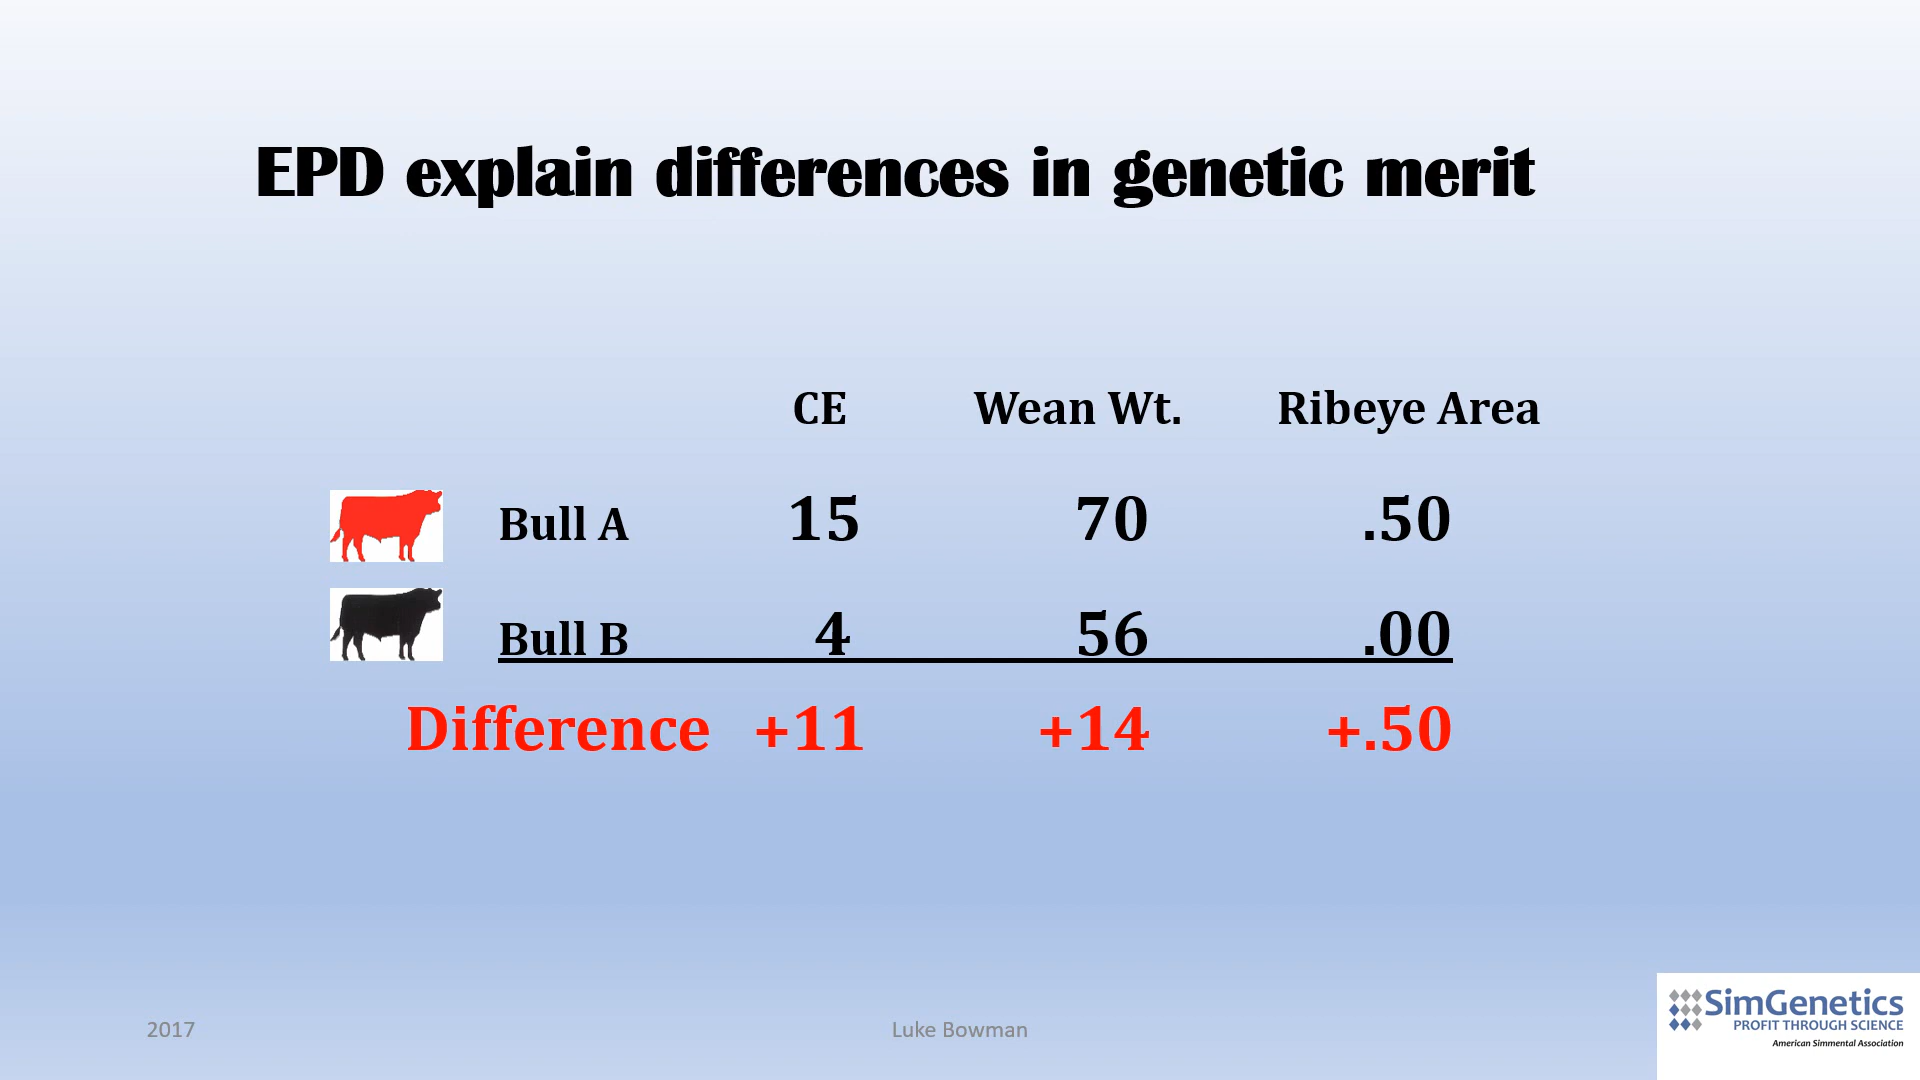 EPD explain differences in genetic merit
CE Wean Wt. Ribeye Area
Bull A 15 70 .50
Bull B 4 56 .00
Difference +11 +14 +.50
2017
Luke Bowman
SimGenetics
PROFIT THROUGH SCIENCE
American Simmental Association